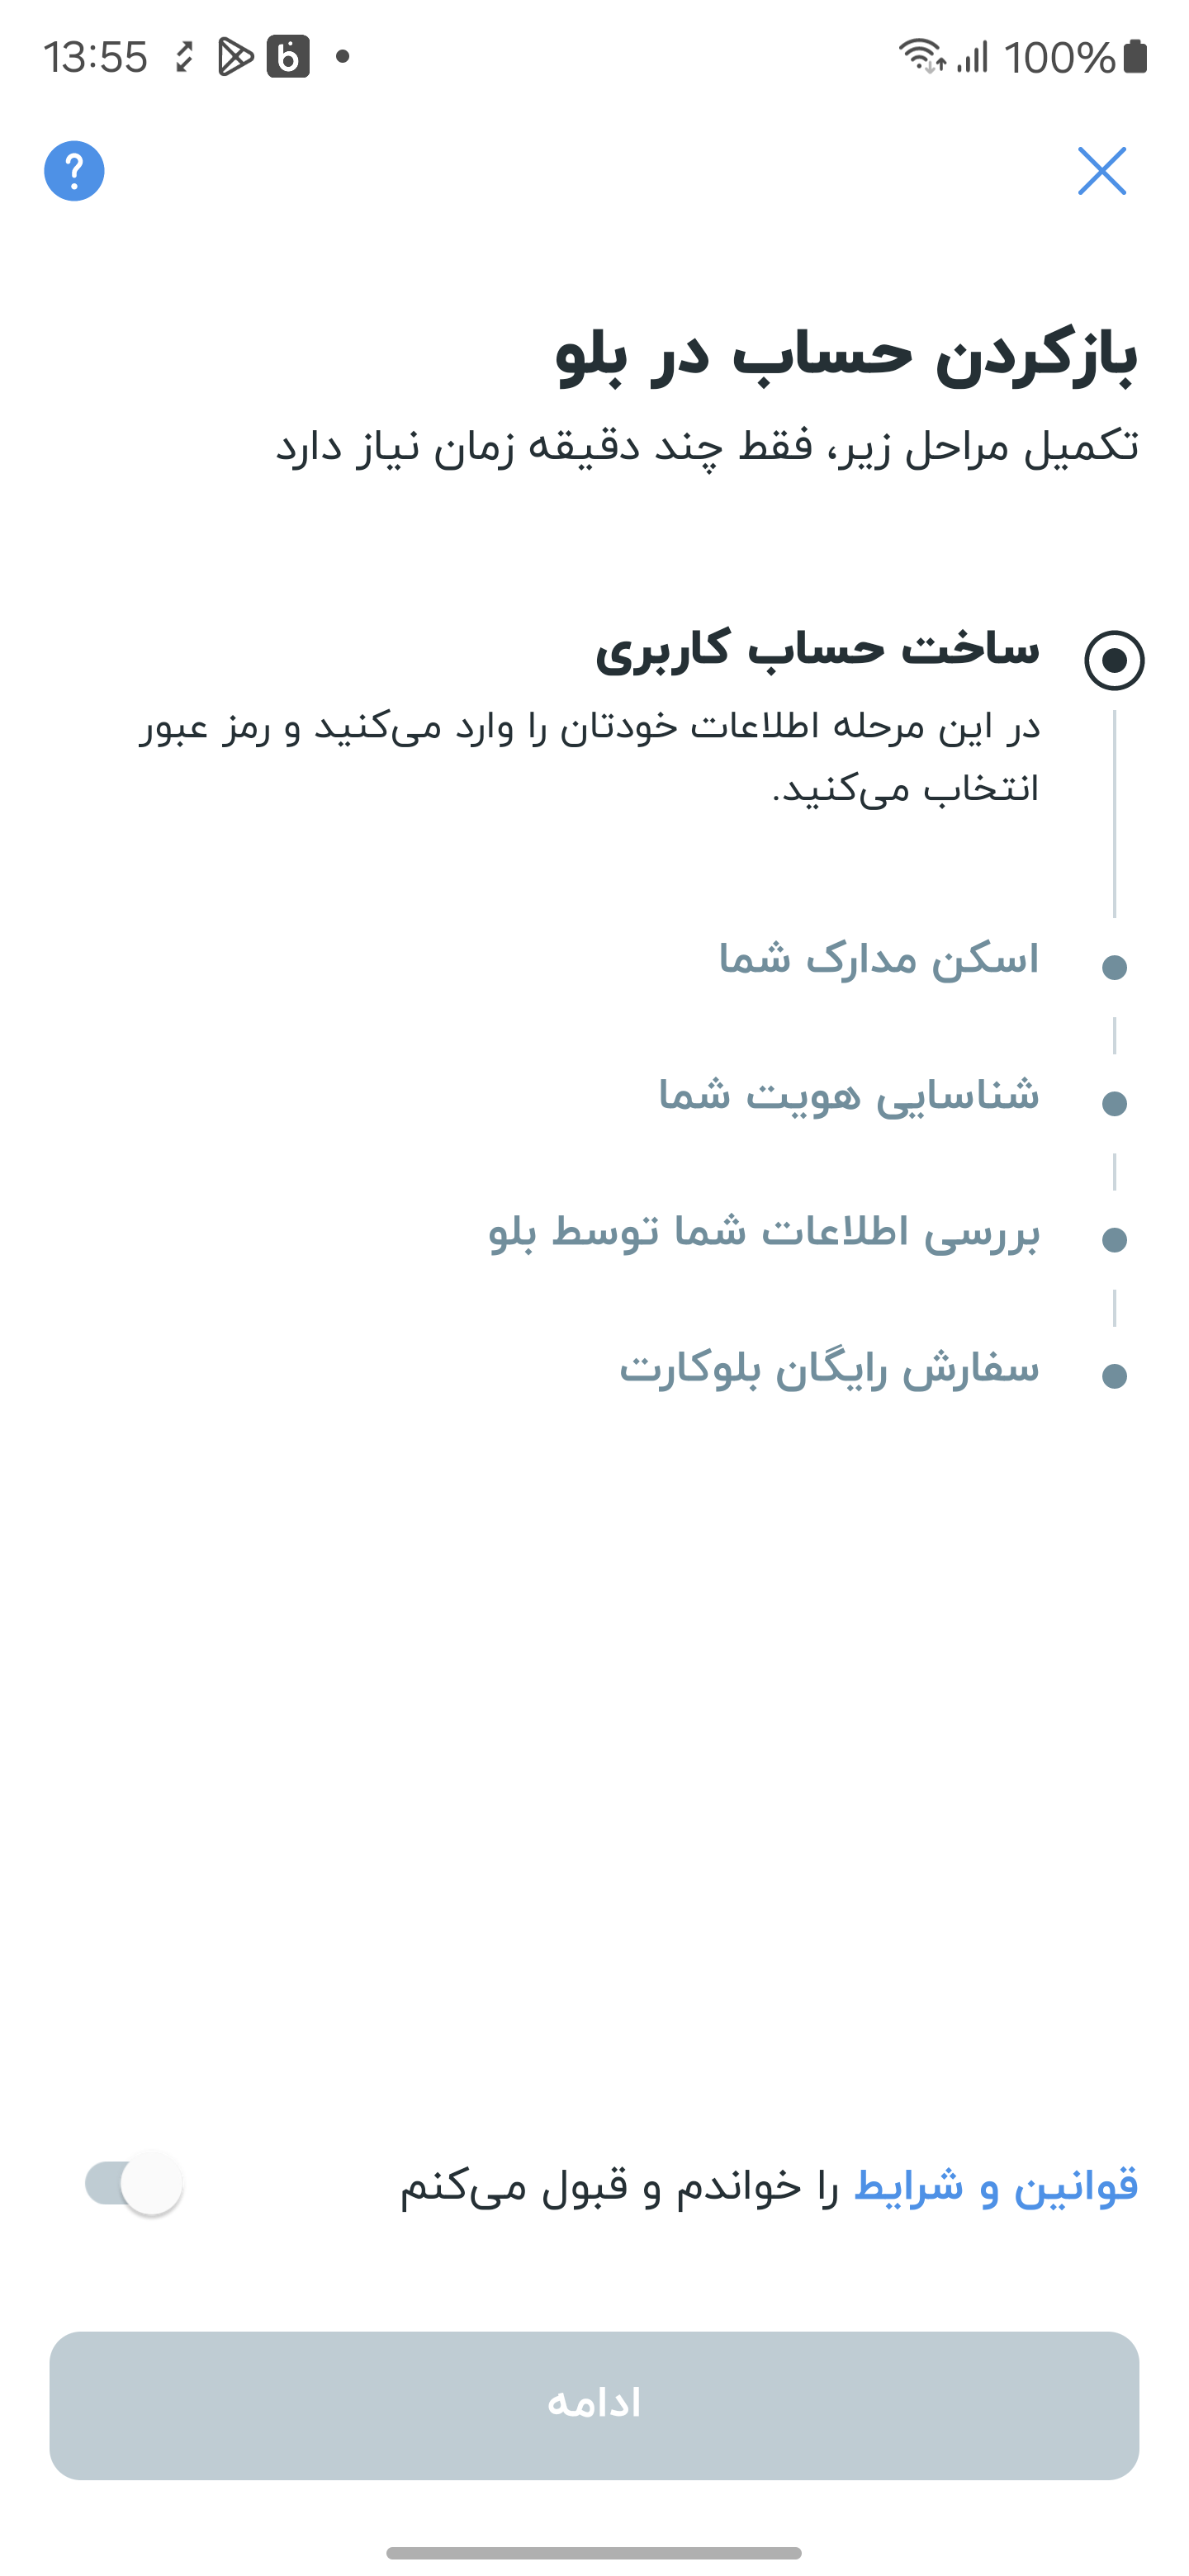 13:55
100%
?
بازکردن حساب در بلو
تکمیل مراحل زیر، فقط چند دقیقه زمان نیاز دارد
ساخت حساب کاربری
در این مرحله اطلاعات خودتان را وارد می‌کنید و رمز عبور
انتخاب می‌کنید.
اسکن مدارک شما
شناسایی هویت شما
بررسی اطلاعات شما توسط بلو
سفارش رایگان بلوکارت
قوانین و شرایط را خواندم و قبول می‌کنم
ادامه